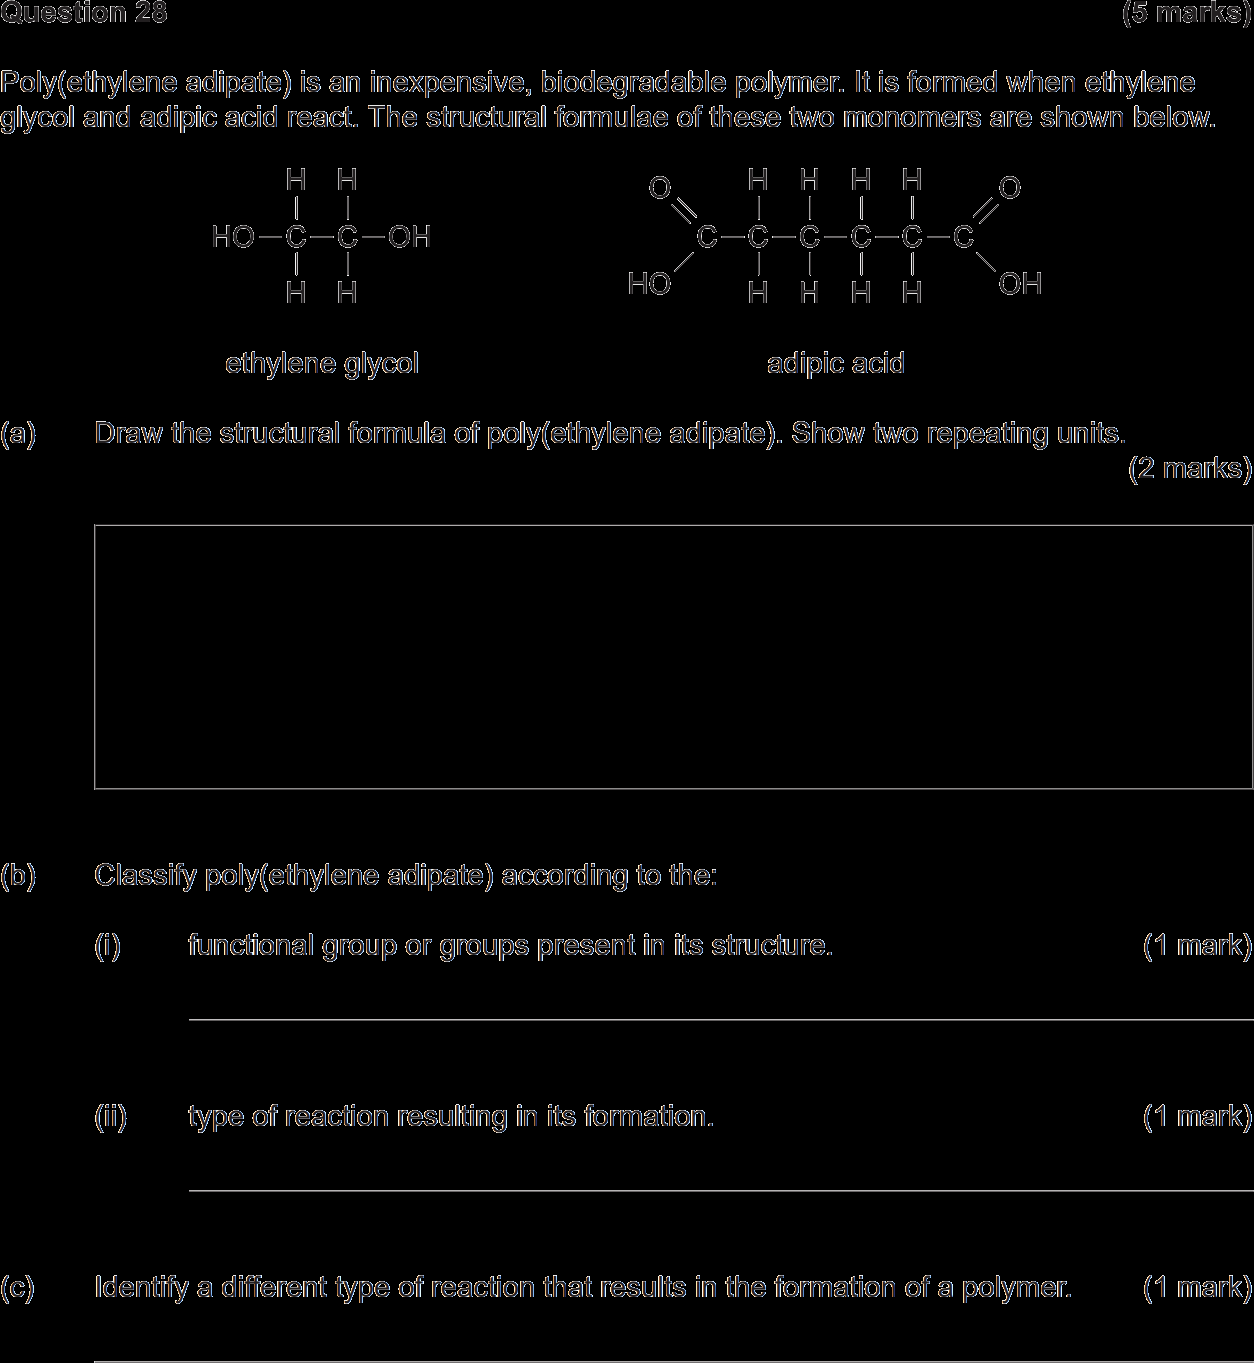 Question 28 (5 marks)
Poly(ethylene adipate) is an inexpensive, biodegradable polymer. It is formed when ethylene
glycol and adipic acid react. The structural formulae of these two monomers are shown below.
H H
HO C C OH
H H
O H H H H O
C C C C C C
HO H H H H OH
ethylene glycol adipic acid
(a) Draw the structural formula of poly(ethylene adipate). Show two repeating units.
(2 marks)
(b) Classify poly(ethylene adipate) according to the:
(i) functional group or groups present in its structure. (1 mark)
(ii) type of reaction resulting in its formation. (1 mark)
(c) Identify a different type of reaction that results in the formation of a polymer. (1 mark)